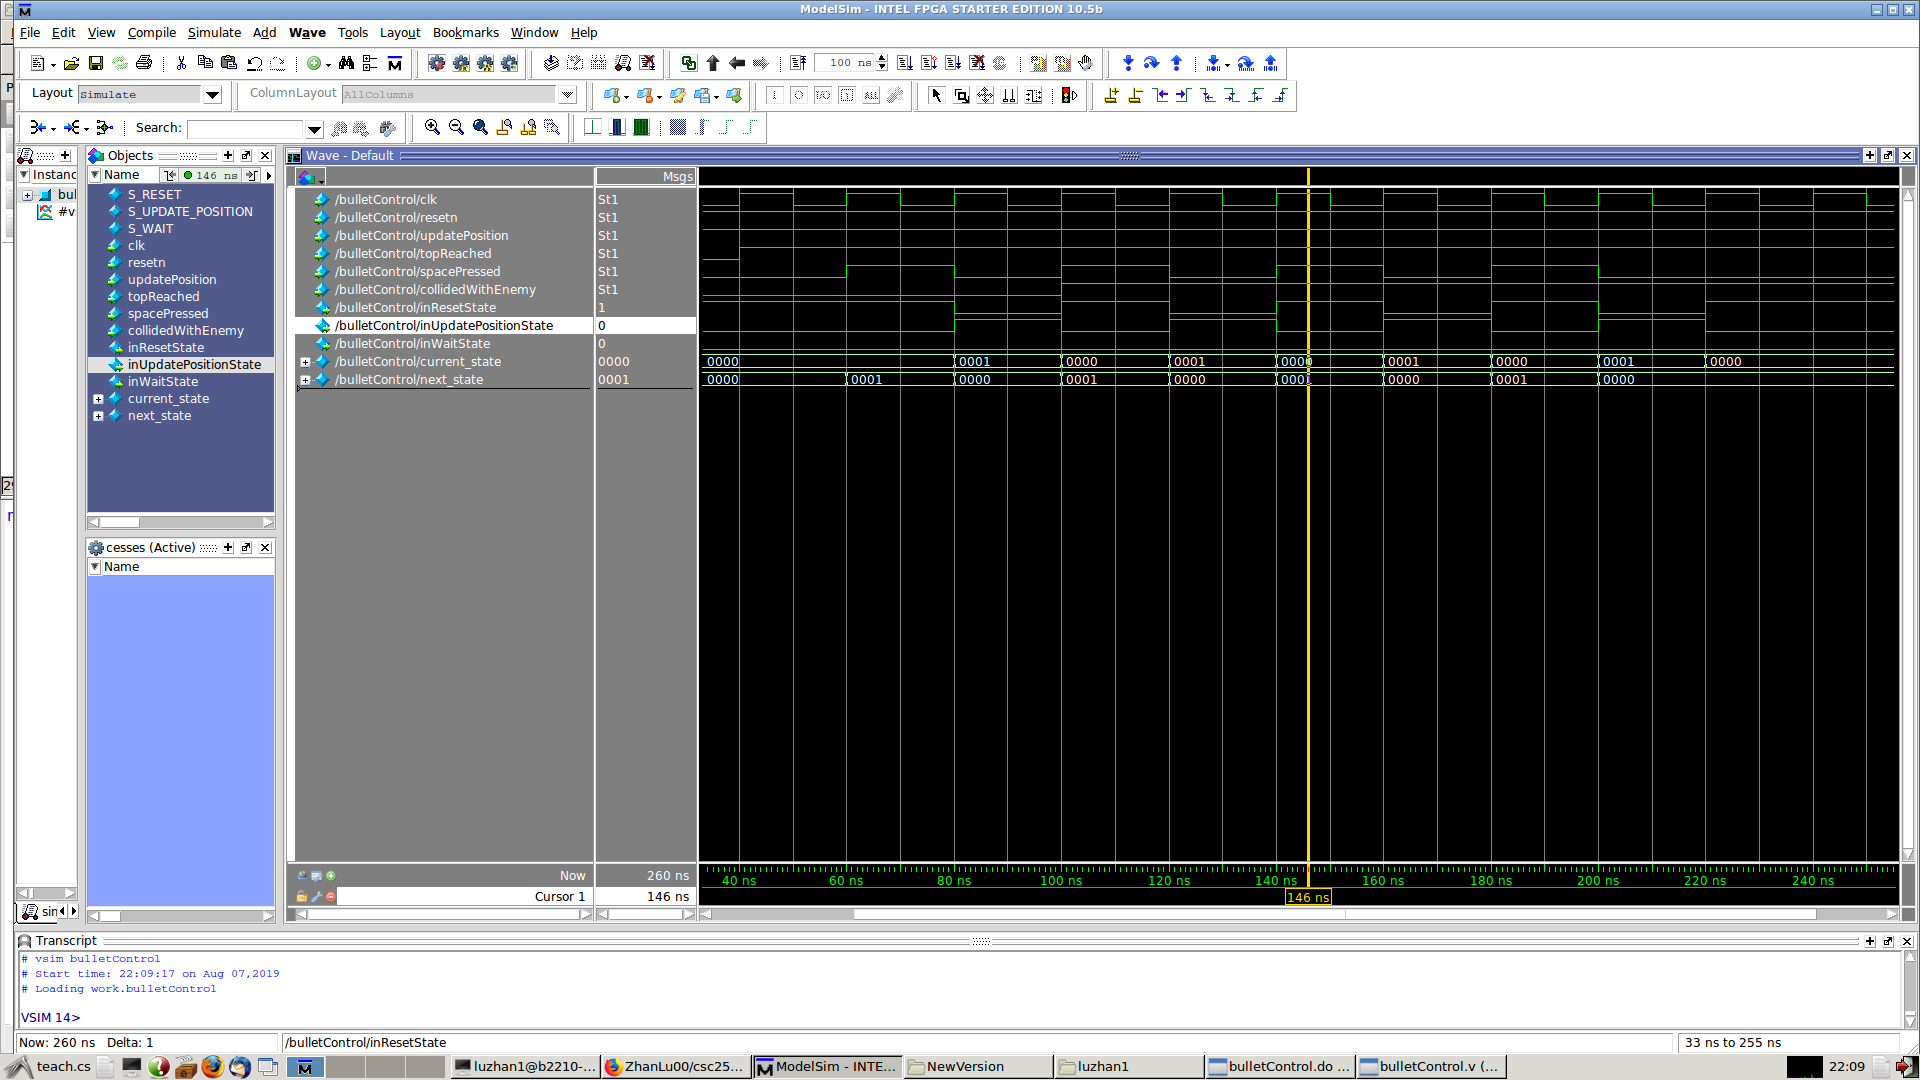 ModelSim - INTEL FPGA STARTER EDITION 10.5b
File Edit View Compile Simulate Add Wave Tools Layout Bookmarks Window Help
100 ns
Layout Simulate ColumnLayout AllColumns
Search:
Instanc
bul
#v
Objects
Name 146 ns
S_RESET
S_UPDATE_POSITION
S_WAIT
clk
resetn
updatePosition
topReached
spacePressed
collidedWithEnemy
inResetState
inUpdatePositionState
inWaitState
current_state
next_state
cesses (Active)
Name
sim
Wave - Default
Msgs
/bulletControl/clk St1
/bulletControl/resetn St1
/bulletControl/updatePosition St1
/bulletControl/topReached St1
/bulletControl/spacePressed St1
/bulletControl/collidedWithEnemy St1
/bulletControl/inResetState 1
/bulletControl/inUpdatePositionState 0
/bulletControl/inWaitState 0
/bulletControl/current_state 0000 0000 0001 0000 0001 0000 0001 0000 0001 0000
/bulletControl/next_state 0001 0000 0001 0000 0001 0000 0001 0000 0001 0000
Now 260 ns 40 ns 60 ns 80 ns 100 ns 120 ns 140 ns 160 ns 180 ns 200 ns 220 ns 240 ns
Cursor 1 146 ns 146 ns
Transcript
# vsim bulletControl
# Start time: 22:09:17 on Aug 07,2019
# Loading work.bulletControl
VSIM 14>
Now: 260 ns Delta: 1 /bulletControl/inResetState 33 ns to 255 ns
teach.cs luzhan1@b2210-... ZhanLu00/csc25... ModelSim - INTE... NewVersion luzhan1 bulletControl.do ... bulletControl.v (... 22:09